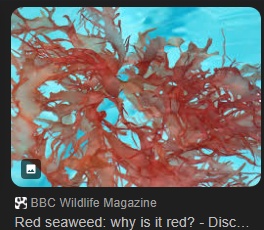 BBC Wildlife Magazine
Red seaweed: why is it red? - Disc...